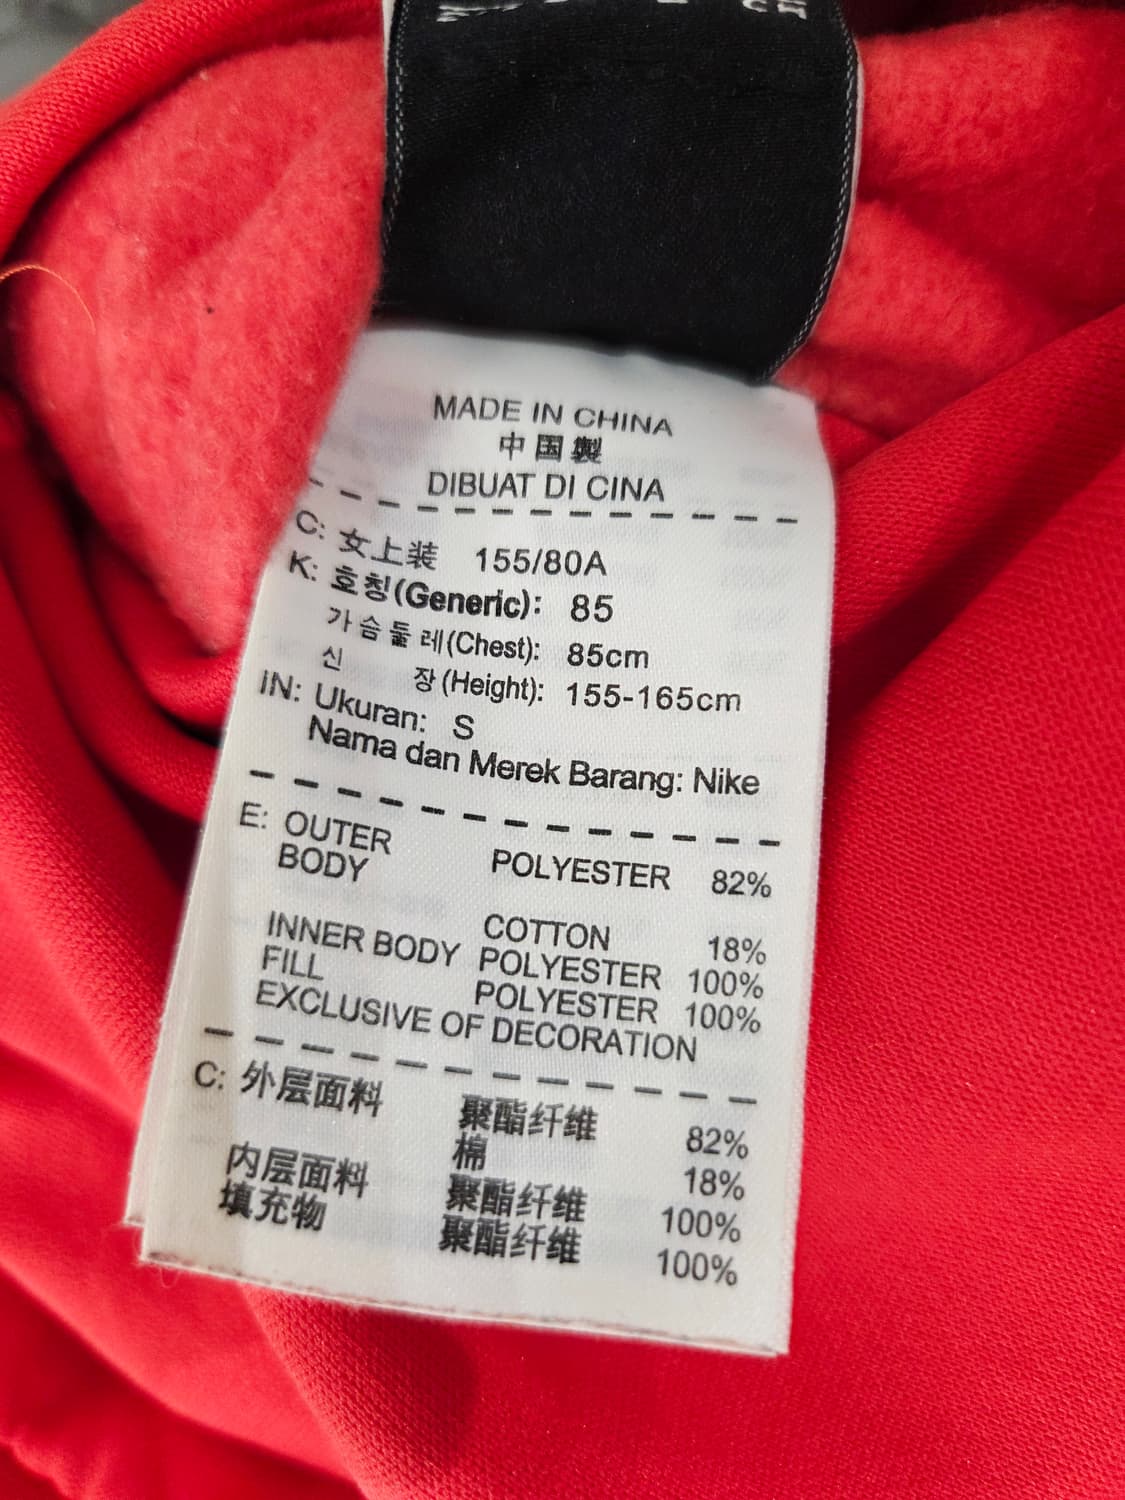 MADE IN CHINA
中国製
DIBUAT DI CINA
C: 女上装 155/80A
K: 호칭(Generic): 85
가슴둘레(Chest): 85cm
신 장(Height): 155-165cm
IN: Ukuran: S
Nama dan Merek Barang: Nike
E: OUTER
BODY POLYESTER 82%
COTTON 18%
INNER BODY POLYESTER 100%
FILL POLYESTER 100%
EXCLUSIVE OF DECORATION
C: 外层面料 聚酯纤维 82%
棉 18%
内层面料 聚酯纤维 100%
填充物 聚酯纤维 100%